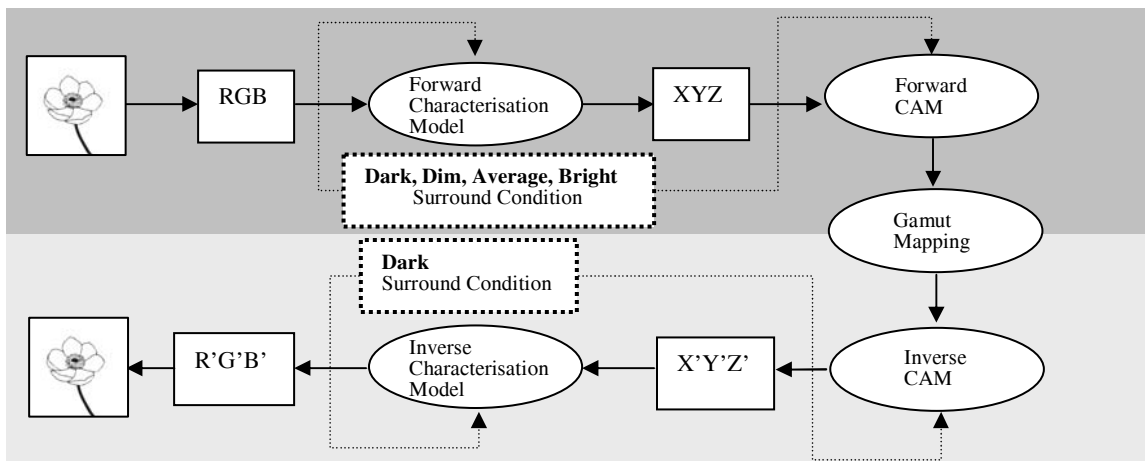 RGB
Forward
Characterisation
Model
XYZ
Forward
CAM
Dark, Dim, Average, Bright
Surround Condition
Gamut
Mapping
Dark
Surround Condition
R’G’B’
Inverse
Characterisation
Model
X’Y’Z’
Inverse
CAM